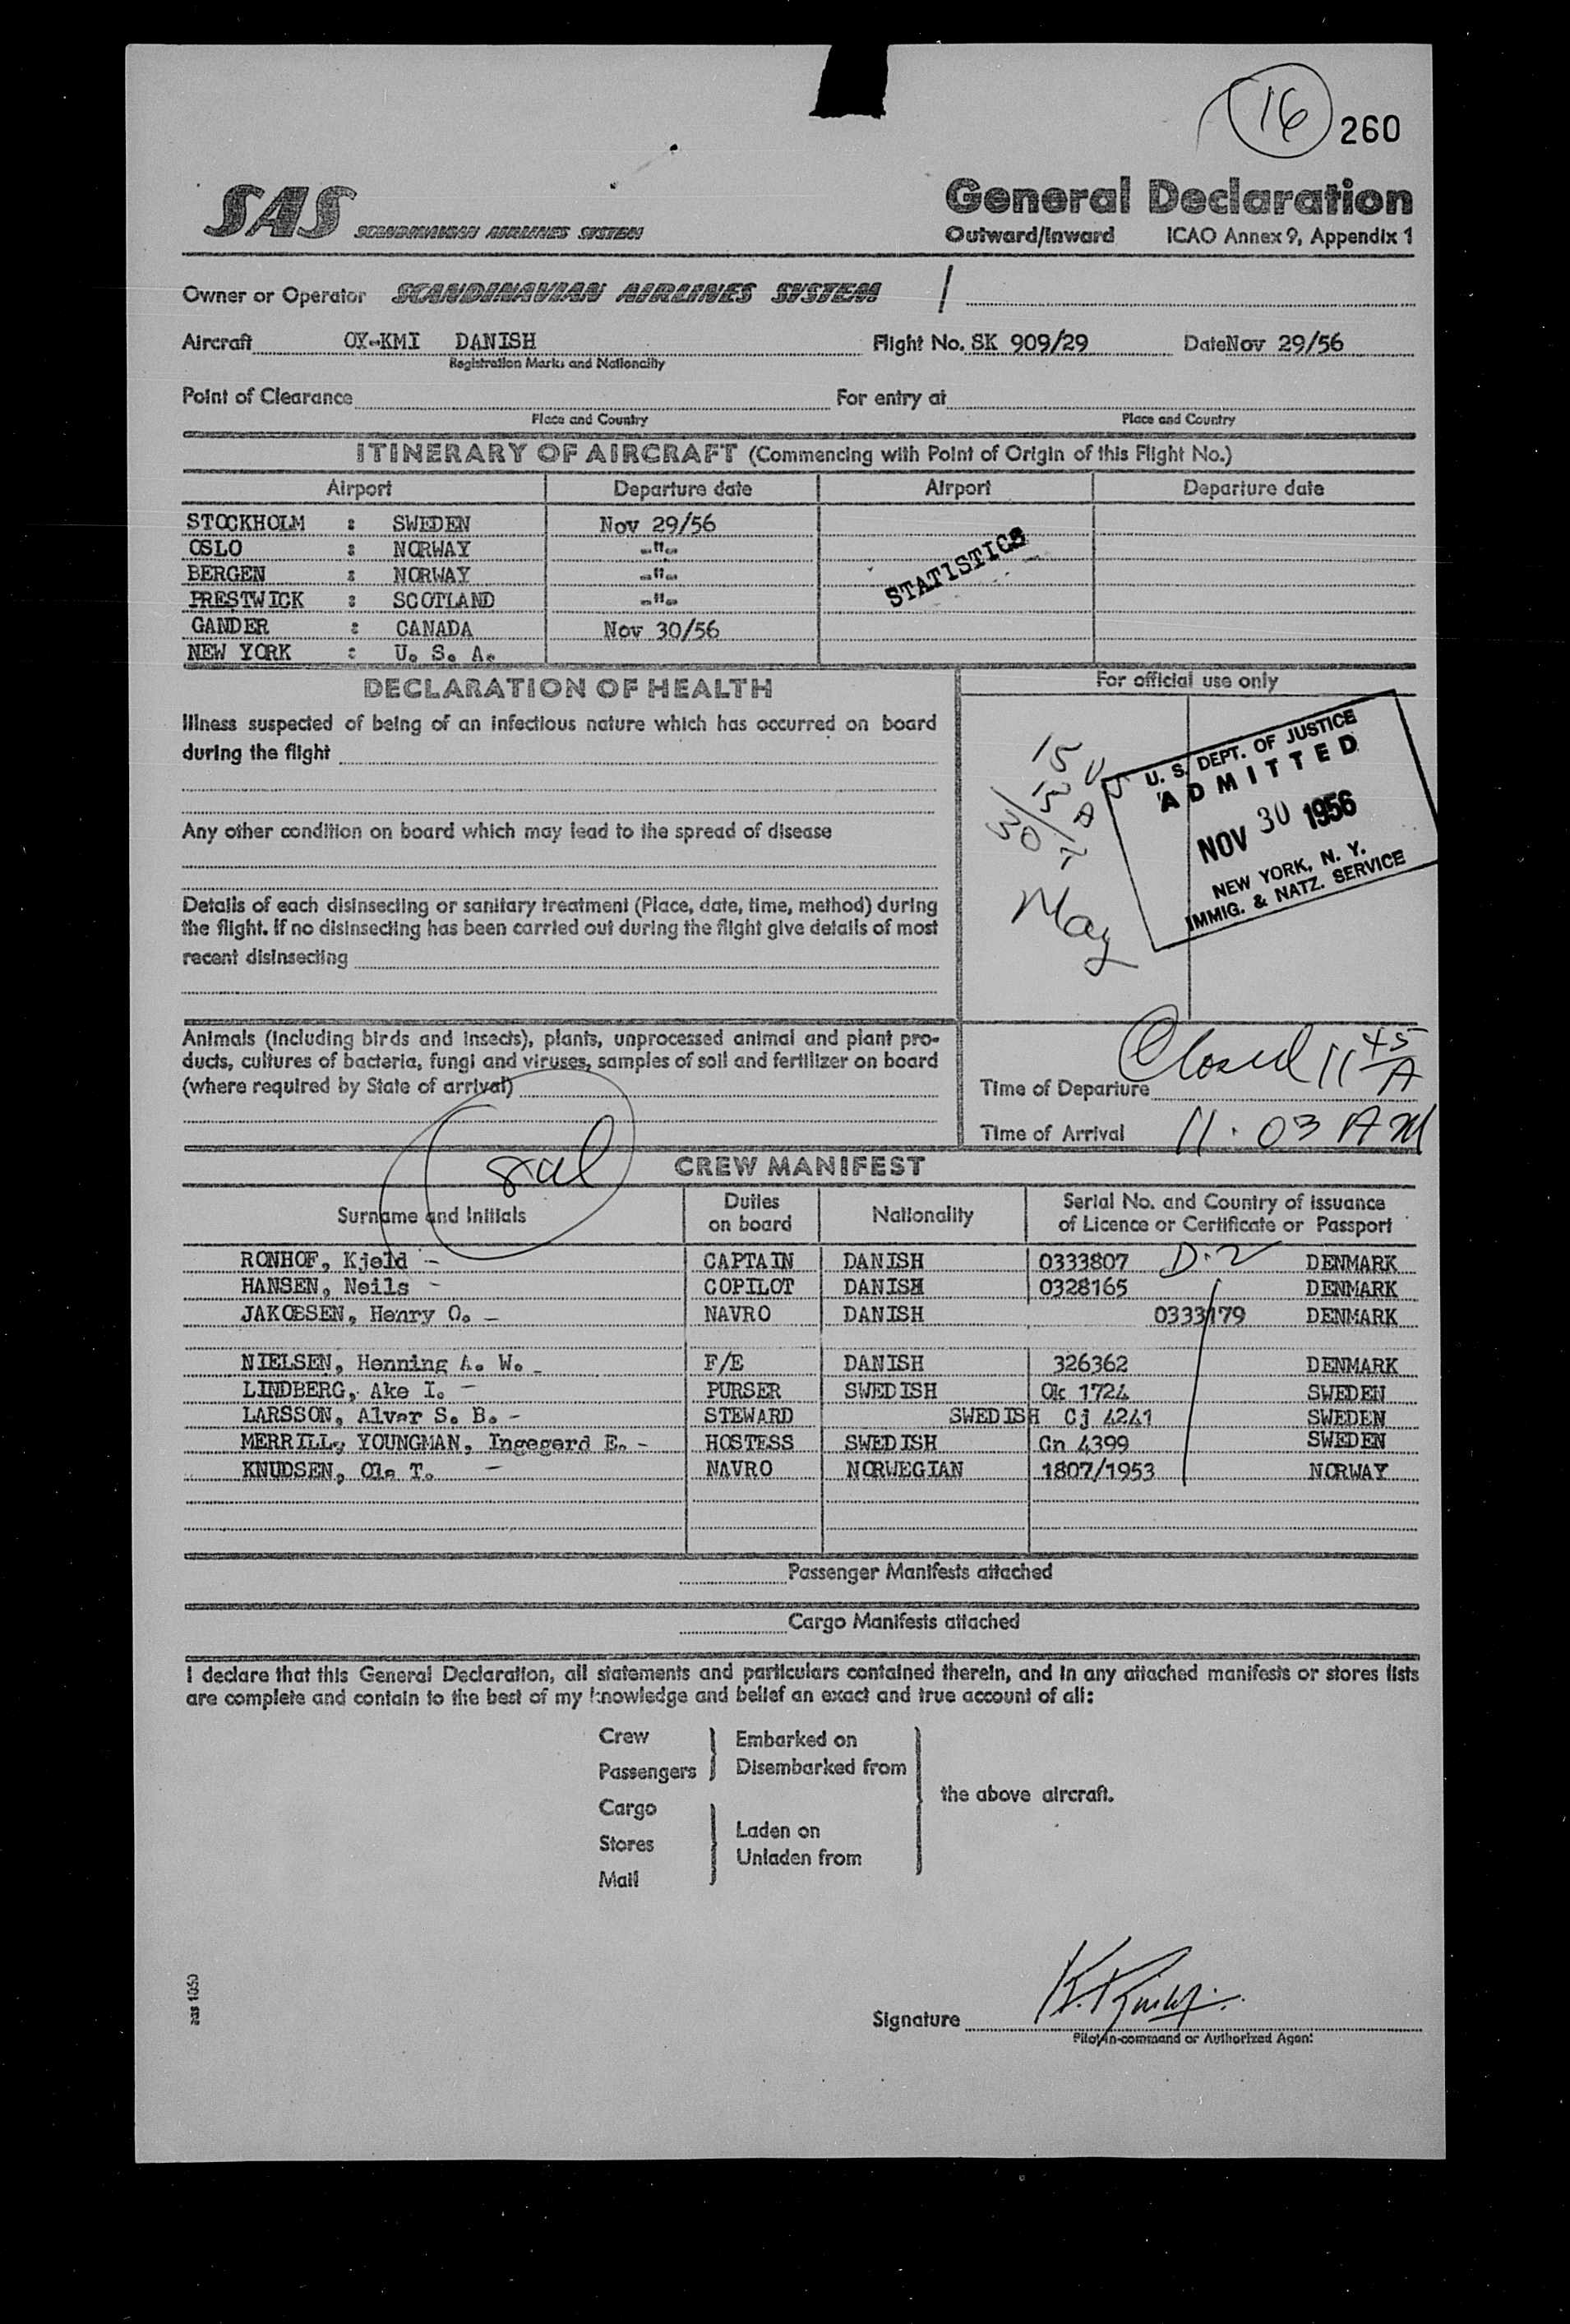 16 260
SAS SCANDINAVIAN AIRLINES SYSTEM
General Declaration
Outward/Inward ICAO Annex 9, Appendix 1
Owner or Operator SCANDINAVIAN AIRLINES SYSTEM /
Aircraft OY-KMI DANISH Flight No. SK 909/29 Date Nov 29/56
Registration Marks and Nationality
Point of Clearance For entry at
Place and Country Place and Country
ITINERARY OF AIRCRAFT (Commencing with Point of Origin of this Flight No.)
Airport Departure date Airport Departure date
STOCKHOLM : SWEDEN Nov 29/56
OSLO : NORWAY -"-
BERGEN : NORWAY -"-
PRESTWICK : SCOTLAND -"-
GANDER : CANADA Nov 30/56
NEW YORK : U. S. A.
STATISTICS
DECLARATION OF HEALTH
Illness suspected of being of an infectious nature which has occurred on board
during the flight
Any other condition on board which may lead to the spread of disease
Details of each disinsecting or sanitary treatment (Place, date, time, method) during
the flight. If no disinsecting has been carried out during the flight give details of most
recent disinsecting
For official use only
15 US
15 A
30 T
May
U. S. DEPT. OF JUSTICE
ADMITTED
NOV 30 1956
NEW YORK, N. Y.
IMMIG. & NATZ. SERVICE
Animals (including birds and insects), plants, unprocessed animal and plant pro-
ducts, cultures of bacteria, fungi and viruses, samples of soil and fertilizer on board
(where required by State of arrival)
Closed 11 45 A
Time of Departure
Time of Arrival 11.03 AM
CREW MANIFEST
Surname and Initials
Duties
on board
Nationality
Serial No. and Country of issuance
of Licence or Certificate or Passport
RONHOF, Kjeld - CAPTAIN DANISH 0333807 D-2 DENMARK
HANSEN, Neils - COPILOT DANISH 0328165 DENMARK
JAKOBSEN, Henry O. - NAVRO DANISH 0333179 DENMARK
NIELSEN, Henning A. W. - F/E DANISH 326362 DENMARK
LINDBERG, Ake I. - PURSER SWEDISH Ok 1724 SWEDEN
LARSSON, Alvar S. B. - STEWARD SWEDISH Cj 4241 SWEDEN
MERRILL, YOUNGMAN, Ingegerd E. - HOSTESS SWEDISH Cn 4399 SWEDEN
KNUDSEN, Ole T. - NAVRO NORWEGIAN 1807/1953 NORWAY
Passenger Manifests attached
Cargo Manifests attached
I declare that this General Declaration, all statements and particulars contained therein, and in any attached manifests or stores lists
are complete and contain to the best of my knowledge and belief an exact and true account of all:
Crew
Passengers
Embarked on
Disembarked from
Cargo
Stores
Mail
Laden on
Unladen from
the above aircraft.
sas 1050
Signature
Pilot-in-command or Authorized Agent